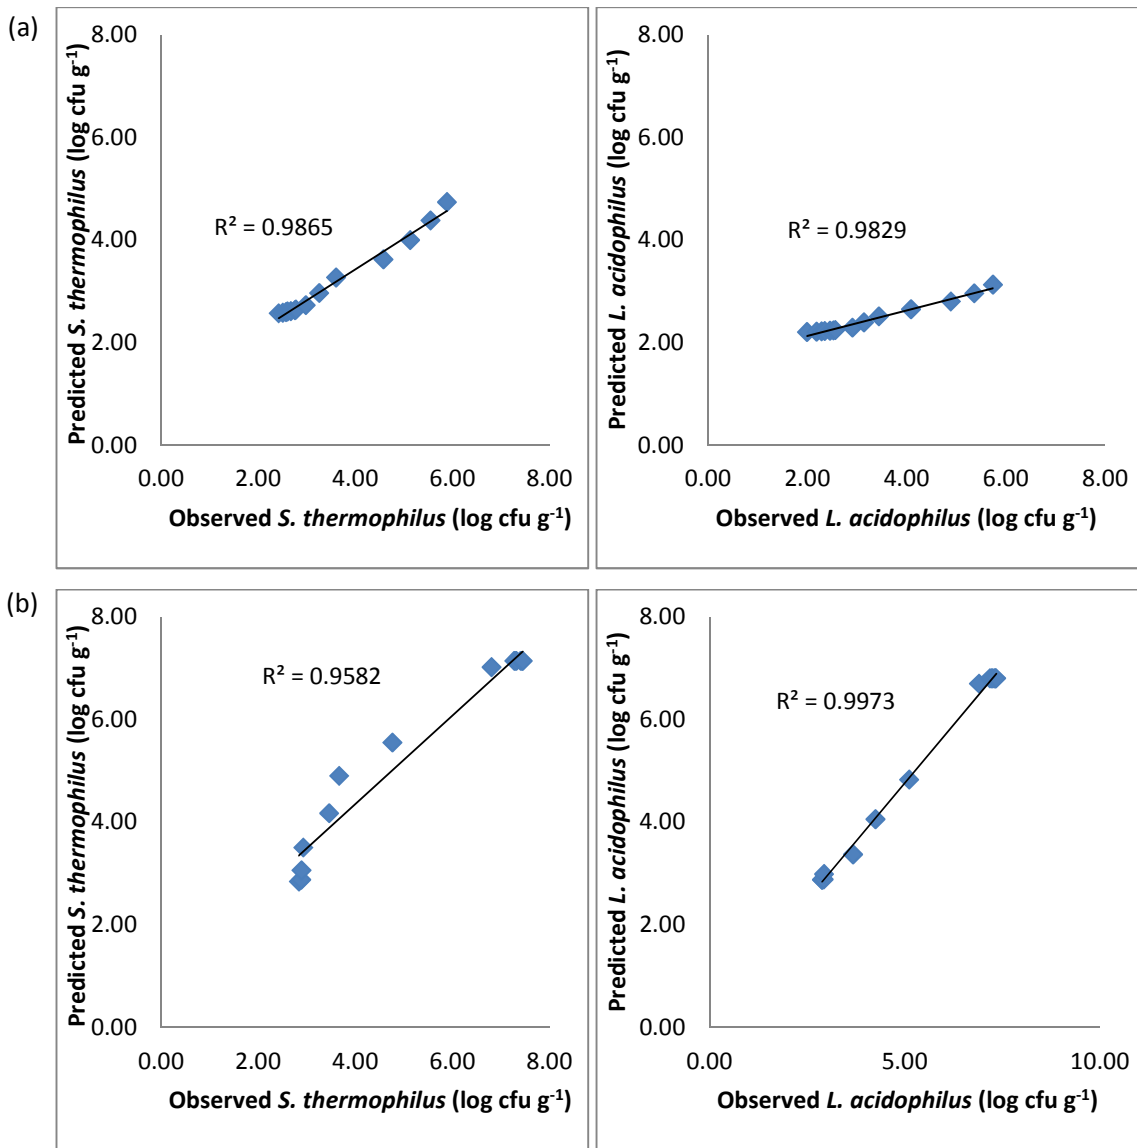 (a)
Predicted S. thermophilus (log cfu g⁻¹)
8.00
6.00
4.00
2.00
0.00
R² = 0.9865
0.00 2.00 4.00 6.00 8.00
Observed S. thermophilus (log cfu g⁻¹)
Predicted L. acidophilus (log cfu g⁻¹)
8.00
6.00
4.00
2.00
0.00
R² = 0.9829
0.00 2.00 4.00 6.00 8.00
Observed L. acidophilus (log cfu g⁻¹)
(b)
Predicted S. thermophilus (log cfu g⁻¹)
8.00
6.00
4.00
2.00
0.00
R² = 0.9582
0.00 2.00 4.00 6.00 8.00
Observed S. thermophilus (log cfu g⁻¹)
Predicted L. acidophilus (log cfu g⁻¹)
8.00
6.00
4.00
2.00
0.00
R² = 0.9973
0.00 5.00 10.00
Observed L. acidophilus (log cfu g⁻¹)